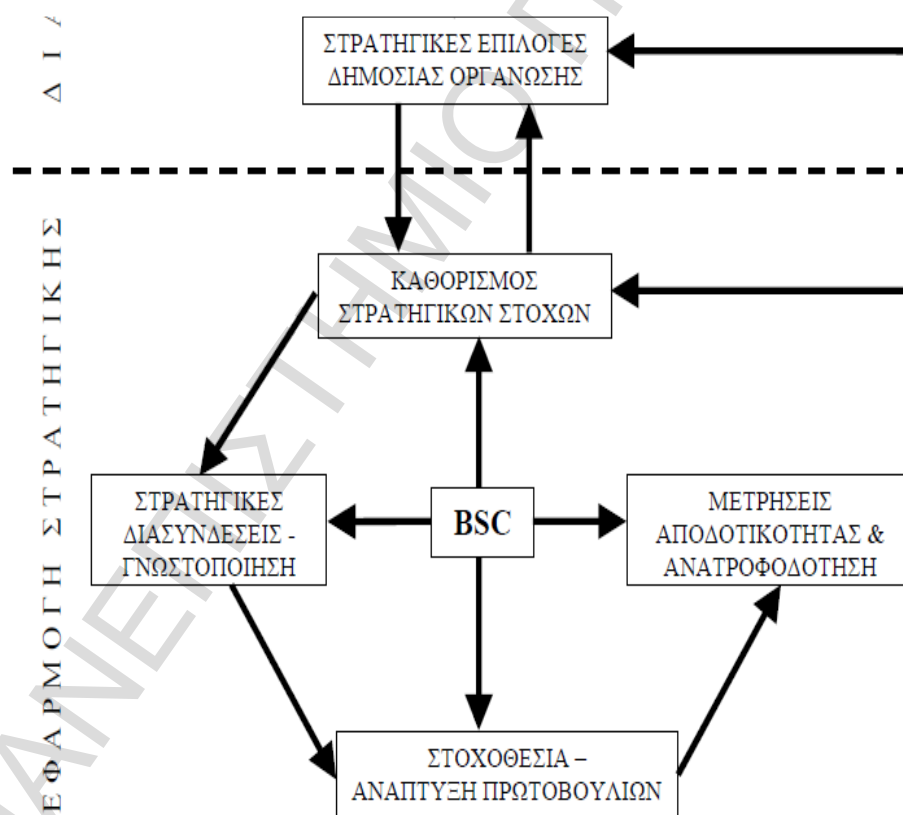 ΣΤΡΑΤΗΓΙΚΕΣ ΕΠΙΛΟΓΕΣ
ΔΗΜΟΣΙΑΣ ΟΡΓΑΝΩΣΗΣ
ΚΑΘΟΡΙΣΜΟΣ
ΣΤΡΑΤΗΓΙΚΩΝ ΣΤΟΧΩΝ
ΕΦΑΡΜΟΓΗ ΣΤΡΑΤΗΓΙΚΗΣ
ΣΤΡΑΤΗΓΙΚΕΣ
ΔΙΑΣΥΝΔΕΣΕΙΣ -
ΓΝΩΣΤΟΠΟΙΗΣΗ
BSC
ΜΕΤΡΗΣΕΙΣ
ΑΠΟΔΟΤΙΚΟΤΗΤΑΣ &
ΑΝΑΤΡΟΦΟΔΟΤΗΣΗ
ΣΤΟΧΟΘΕΣΙΑ –
ΑΝΑΠΤΥΞΗ ΠΡΩΤΟΒΟΥΛΙΩΝ